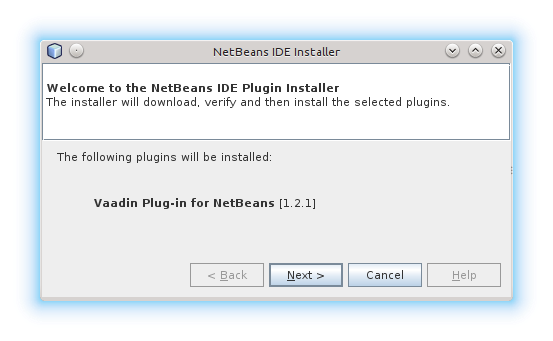 NetBeans IDE Installer
Welcome to the NetBeans IDE Plugin Installer
The installer will download, verify and then install the selected plugins.
The following plugins will be installed:
Vaadin Plug-in for NetBeans [1.2.1]
< Back Next > Cancel Help